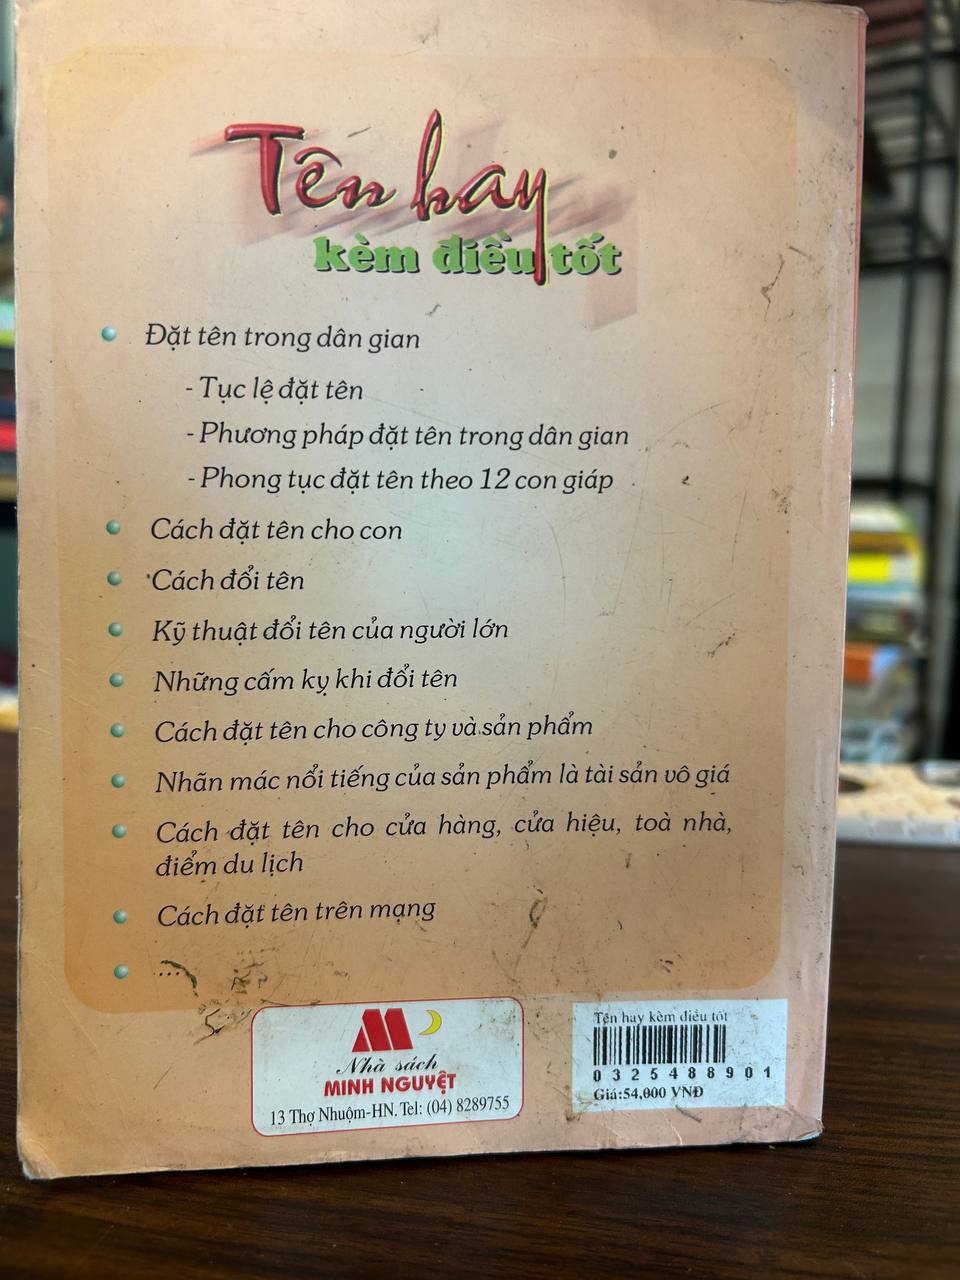 Tên hay
kèm điều tốt
Đặt tên trong dân gian
- Tục lệ đặt tên
- Phương pháp đặt tên trong dân gian
- Phong tục đặt tên theo 12 con giáp
Cách đặt tên cho con
Cách đổi tên
Kỹ thuật đổi tên của người lớn
Những cấm kỵ khi đổi tên
Cách đặt tên cho công ty và sản phẩm
Nhãn mác nổi tiếng của sản phẩm là tài sản vô giá
Cách đặt tên cho cửa hàng, cửa hiệu, toà nhà,
điểm du lịch
Cách đặt tên trên mạng
....
Nhà sách
MINH NGUYỆT
13 Thợ Nhuộm-HN. Tel: (04) 8289755
Tên hay kèm điều tốt
0325488901
Giá:54,000 VNĐ